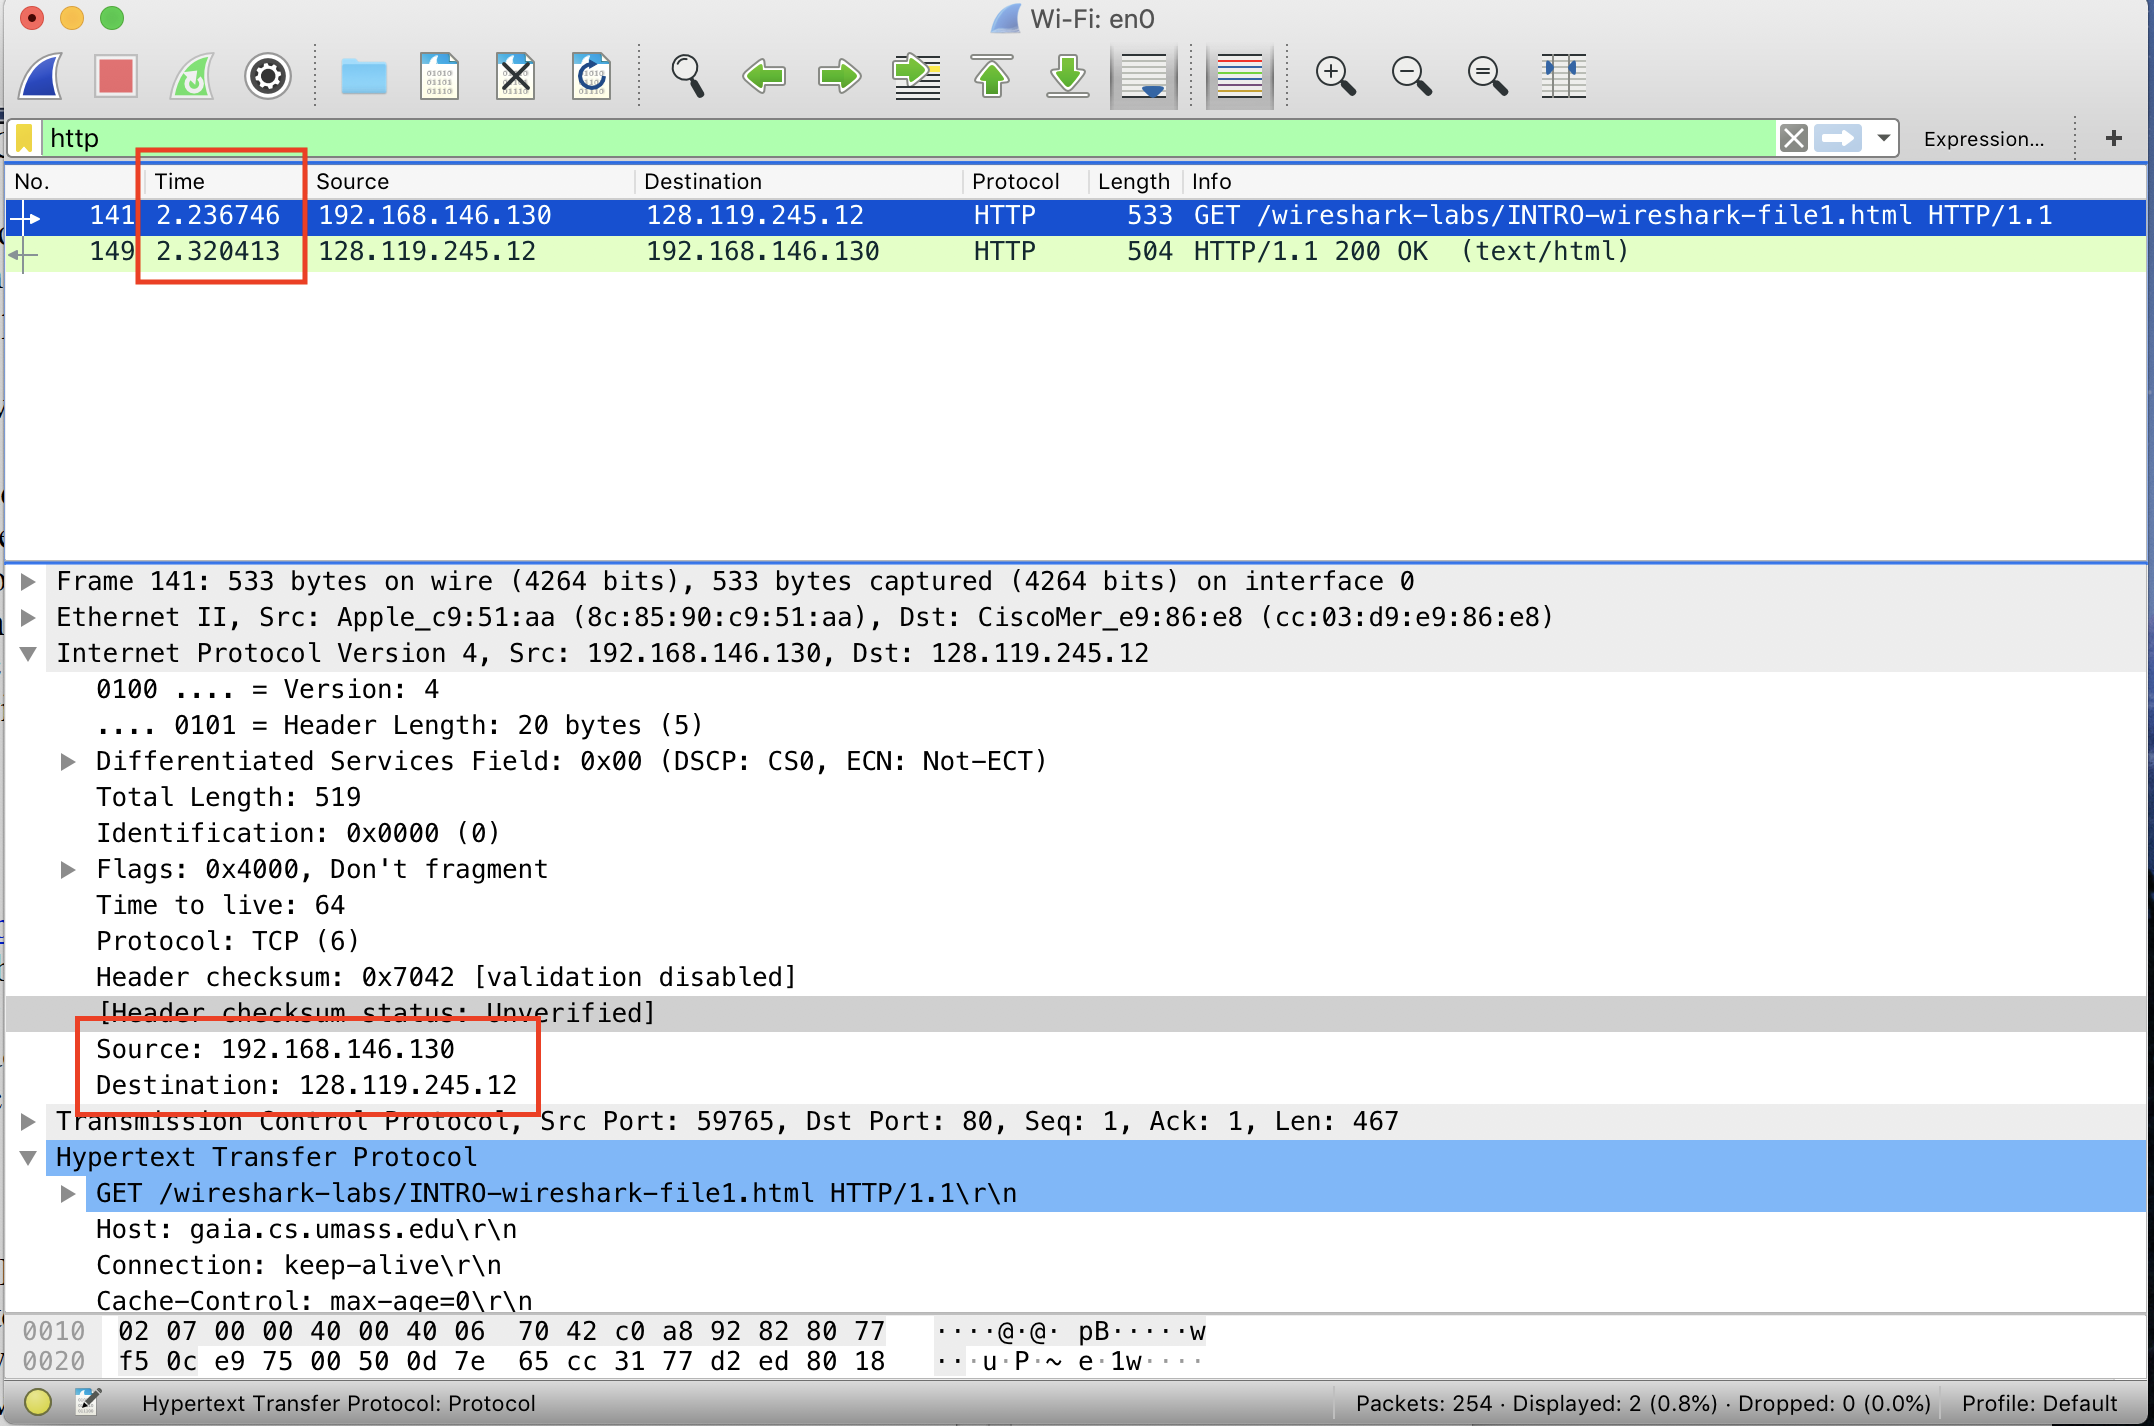 Wi-Fi: en0
http
Expression...
+
No. Time Source Destination Protocol Length Info
141 2.236746 192.168.146.130 128.119.245.12 HTTP 533 GET /wireshark-labs/INTRO-wireshark-file1.html HTTP/1.1
149 2.320413 128.119.245.12 192.168.146.130 HTTP 504 HTTP/1.1 200 OK (text/html)
Frame 141: 533 bytes on wire (4264 bits), 533 bytes captured (4264 bits) on interface 0
Ethernet II, Src: Apple_c9:51:aa (8c:85:90:c9:51:aa), Dst: CiscoMer_e9:86:e8 (cc:03:d9:e9:86:e8)
Internet Protocol Version 4, Src: 192.168.146.130, Dst: 128.119.245.12
0100 .... = Version: 4
.... 0101 = Header Length: 20 bytes (5)
Differentiated Services Field: 0x00 (DSCP: CS0, ECN: Not-ECT)
Total Length: 519
Identification: 0x0000 (0)
Flags: 0x4000, Don't fragment
Time to live: 64
Protocol: TCP (6)
Header checksum: 0x7042 [validation disabled]
[Header checksum status: Unverified]
Source: 192.168.146.130
Destination: 128.119.245.12
Transmission Control Protocol, Src Port: 59765, Dst Port: 80, Seq: 1, Ack: 1, Len: 467
Hypertext Transfer Protocol
GET /wireshark-labs/INTRO-wireshark-file1.html HTTP/1.1\r\n
Host: gaia.cs.umass.edu\r\n
Connection: keep-alive\r\n
Cache-Control: max-age=0\r\n
0010 02 07 00 00 40 00 40 06 70 42 c0 a8 92 82 80 77 ····@·@· pB·····w
0020 f5 0c e9 75 00 50 0d 7e 65 cc 31 77 d2 ed 80 18 ···u·P·~ e·1w····
Hypertext Transfer Protocol: Protocol
Packets: 254 · Displayed: 2 (0.8%) · Dropped: 0 (0.0%)
Profile: Default